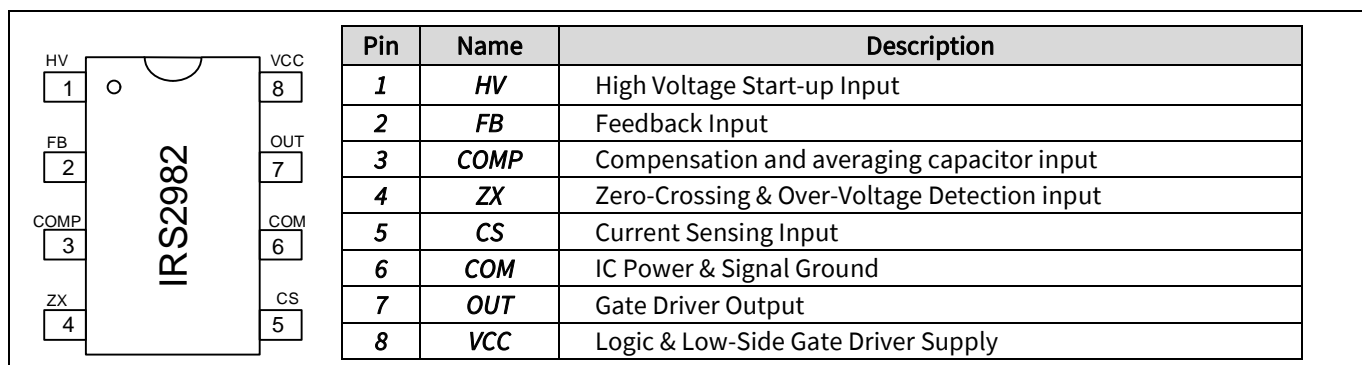 HV
1
VCC
8
FB
2
OUT
7
COMP
3
COM
6
ZX
4
CS
5
IRS2982
Pin Name Description
1 HV High Voltage Start-up Input
2 FB Feedback Input
3 COMP Compensation and averaging capacitor input
4 ZX Zero-Crossing & Over-Voltage Detection input
5 CS Current Sensing Input
6 COM IC Power & Signal Ground
7 OUT Gate Driver Output
8 VCC Logic & Low-Side Gate Driver Supply